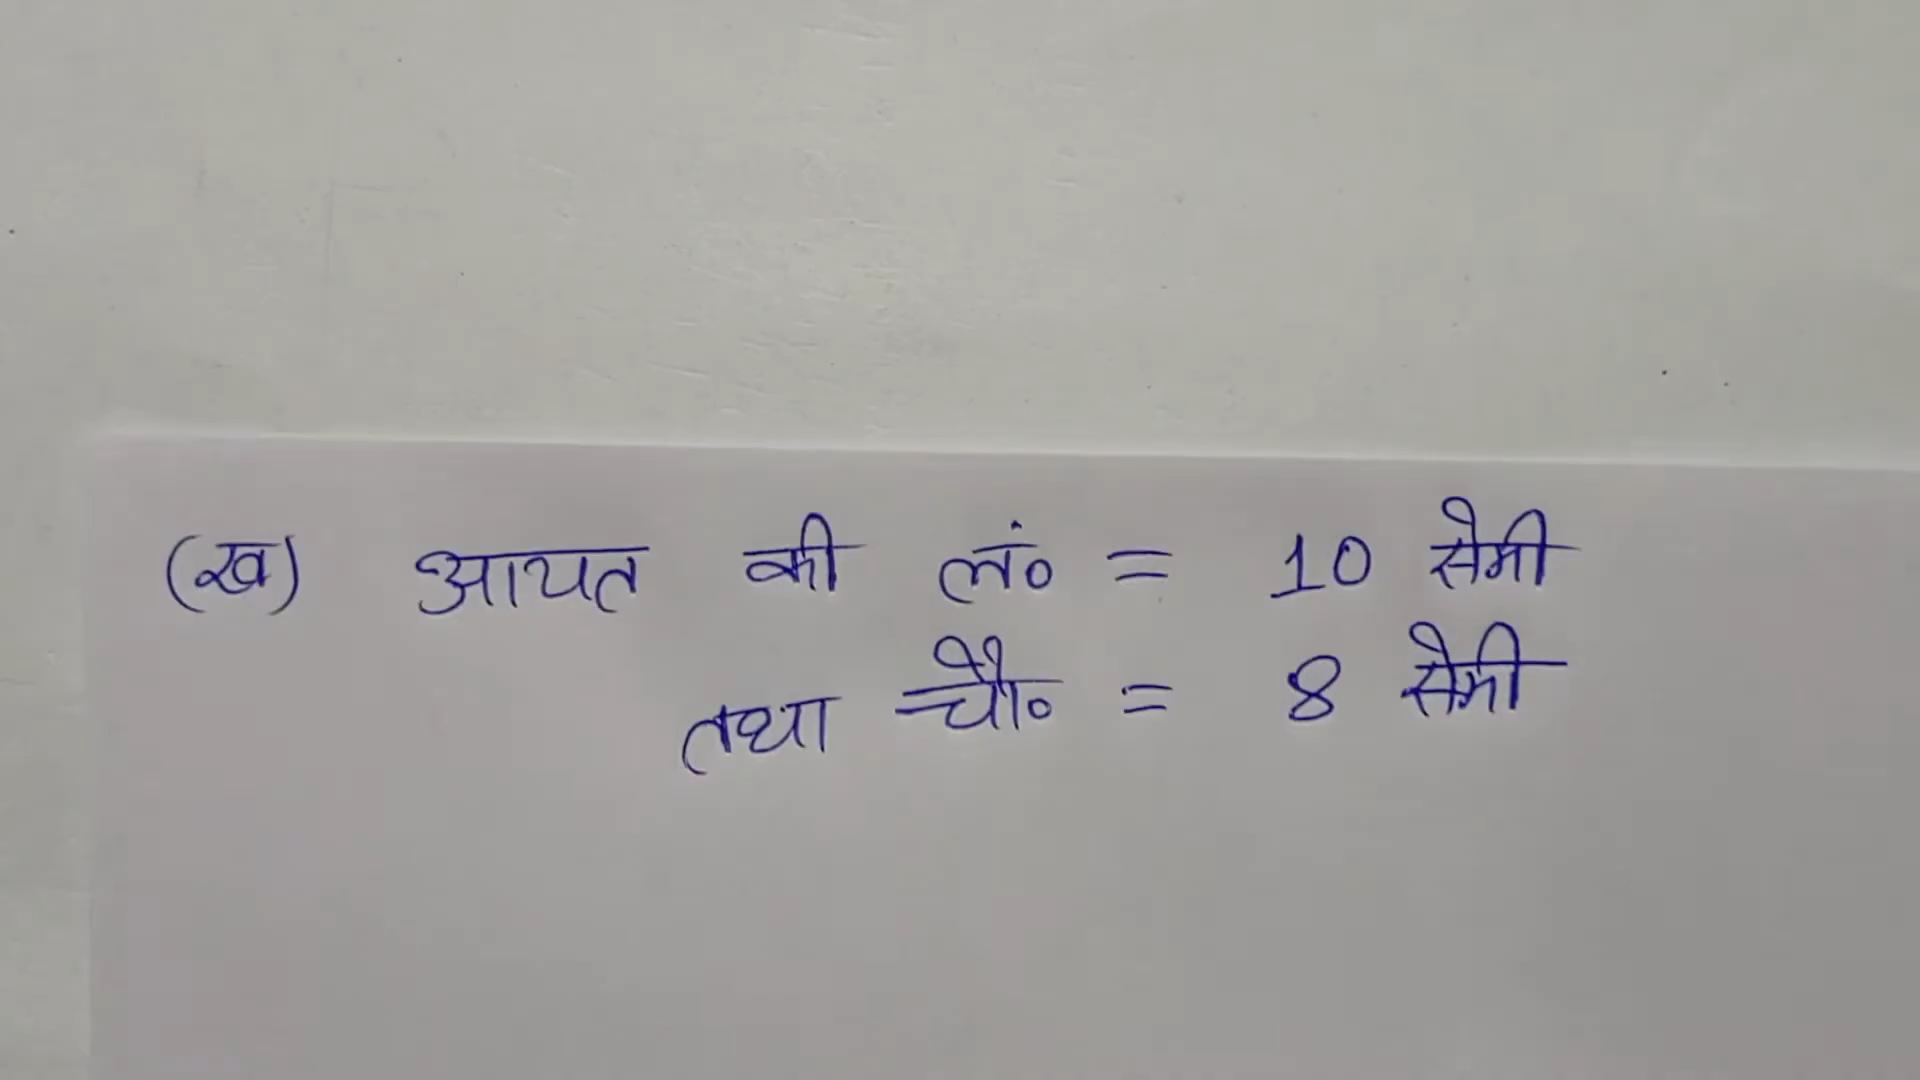 (ख) आयत की लं० = 10 सेमी
तथा चौ० = 8 सेमी